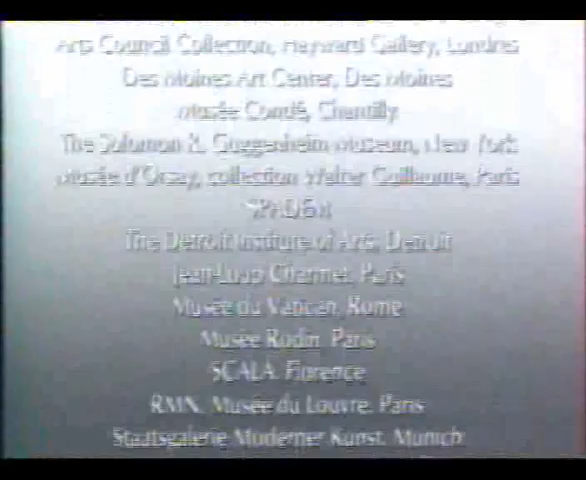 Arts Council Collection, Hayward Gallery, Londres
Des Moines Art Center, Des Moines
Musée Condé, Chantilly
The Solomon R. Guggenheim Museum, New York
Musée d'Orsay, collection Walter Guillaume, Paris
SPADEM
The Detroit Institute of Arts, Detroit
Jean-Loup Charmet, Paris
Musée du Vatican, Rome
Musée Rodin, Paris
SCALA, Florence
RMN, Musée du Louvre, Paris
Staatsgalerie Moderner Kunst, Munich